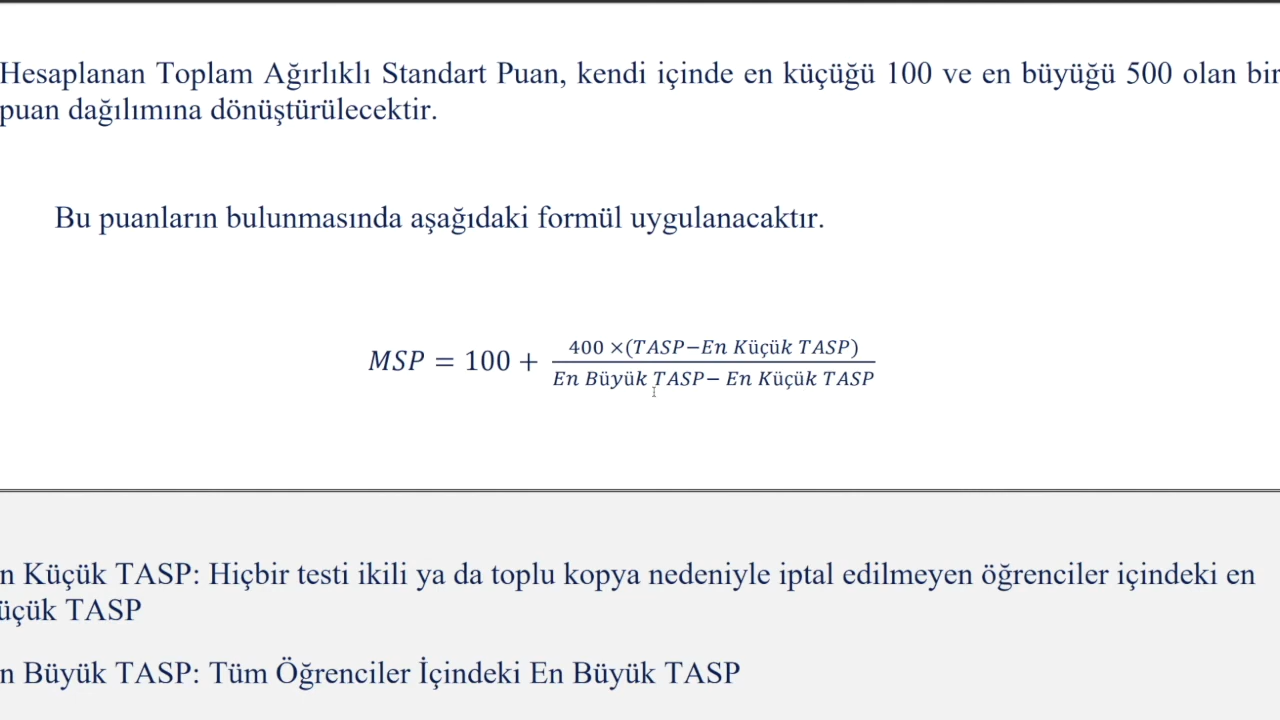 Hesaplanan Toplam Ağırlıklı Standart Puan, kendi içinde en küçüğü 100 ve en büyüğü 500 olan bir
puan dağılımına dönüştürülecektir.
Bu puanların bulunmasında aşağıdaki formül uygulanacaktır.
MSP = 100 + 400 ×(TASP−En Küçük TASP) / En Büyük TASP− En Küçük TASP
n Küçük TASP: Hiçbir testi ikili ya da toplu kopya nedeniyle iptal edilmeyen öğrenciler içindeki en
üçük TASP
n Büyük TASP: Tüm Öğrenciler İçindeki En Büyük TASP